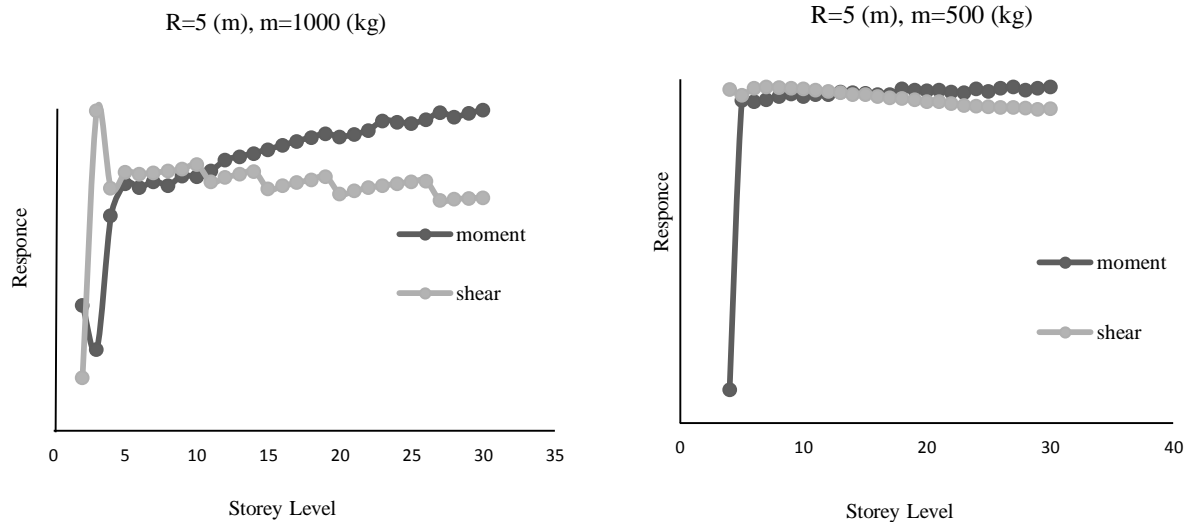 R=5 (m), m=1000 (kg)
Responce
moment
shear
0 5 10 15 20 25 30 35
Storey Level
R=5 (m), m=500 (kg)
Responce
moment
shear
0 10 20 30 40
Storey Level